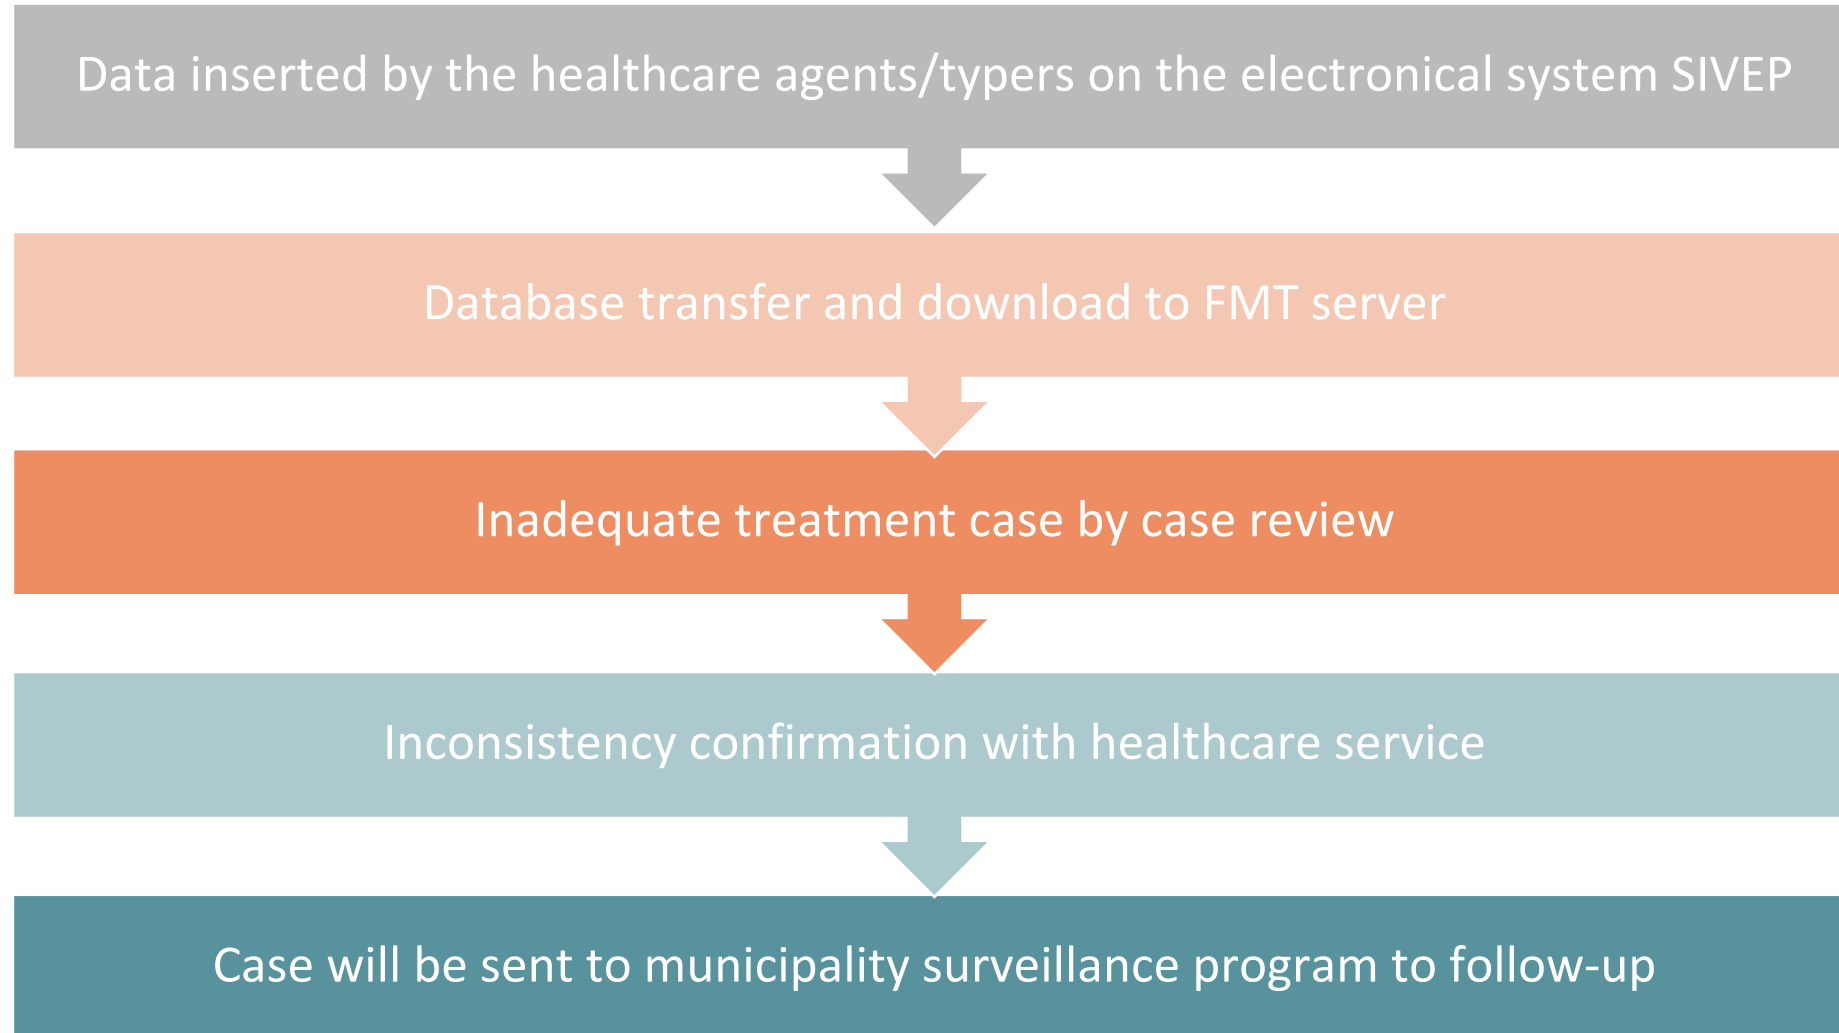 Data inserted by the healthcare agents/typers on the electronical system SIVEP
Database transfer and download to FMT server
Inadequate treatment case by case review
Inconsistency confirmation with healthcare service
Case will be sent to municipality surveillance program to follow-up